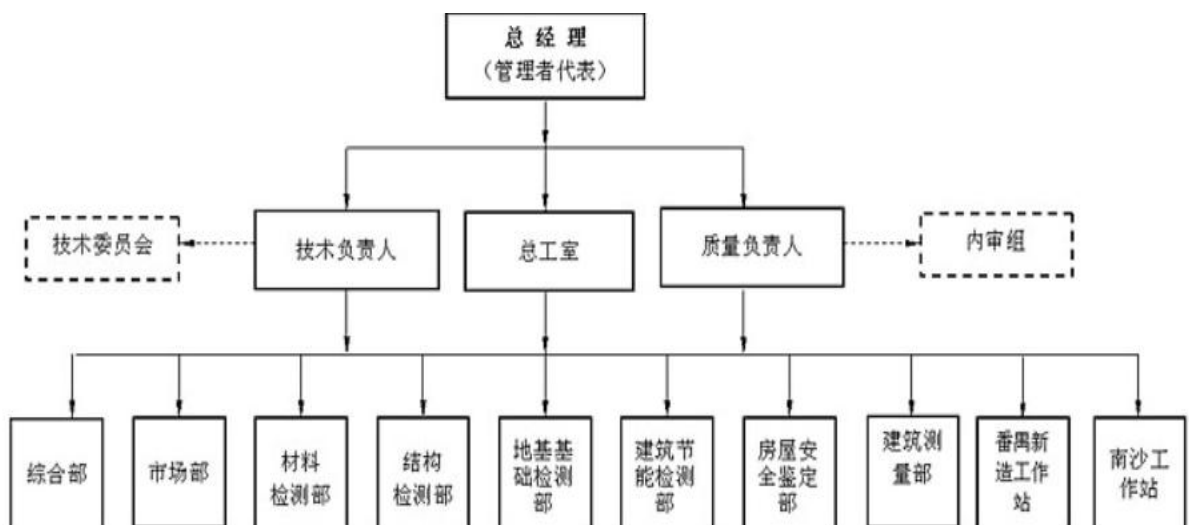 总 经 理
（管理者代表）
技术委员会
技术负责人
总工室
质量负责人
内审组
综合部
市场部
材料
检测部
结构
检测部
地基基
础检测
部
建筑节
能检测
部
房屋安
全鉴定
部
建筑测
量部
番禺新
造工作
站
南沙工
作站